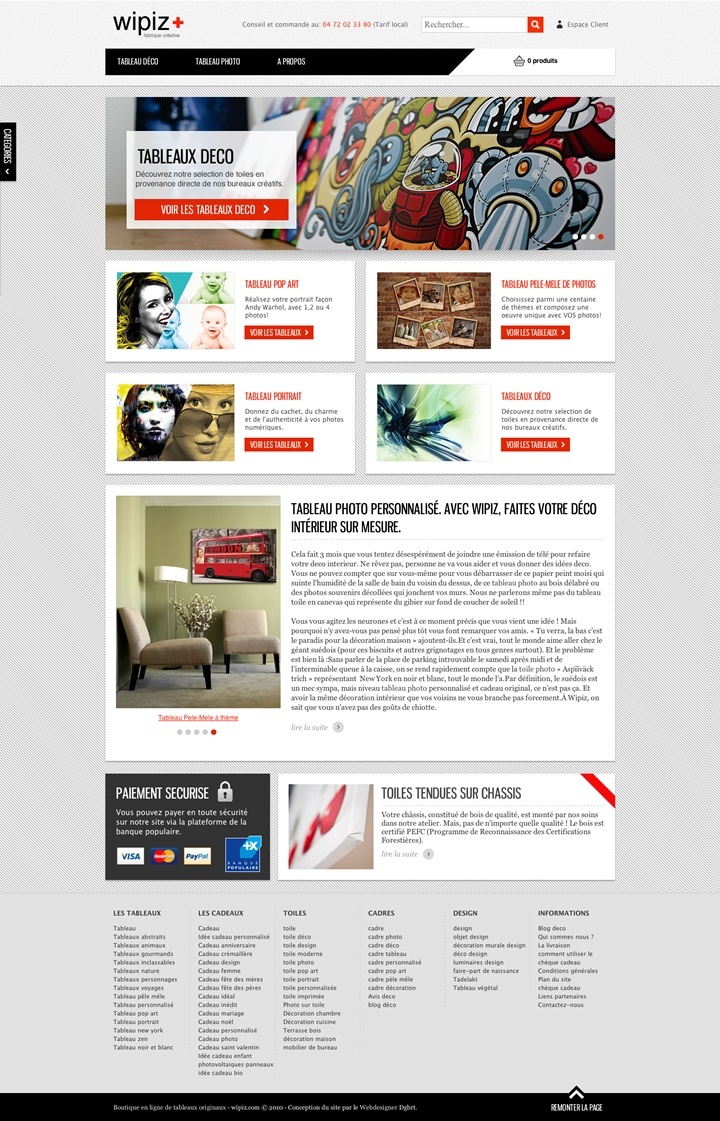 wipiz+
fabrique créative
Conseil et commande au: 04 72 02 33 80 (Tarif local)
Rechercher...
Espace Client
TABLEAU DÉCO
TABLEAU PHOTO
A PROPOS
0 produits
CATEGORIES
TABLEAUX DECO
Découvrez notre selection de toiles en
provenance directe de nos bureaux créatifs.
VOIR LES TABLEAUX DECO
TABLEAU POP ART
Réalisez votre portrait façon
Andy Warhol, avec 1,2 ou 4
photos!
VOIR LES TABLEAUX
TABLEAU PELE-MELE DE PHOTOS
Choisissez parmi une centaine
de thèmes et composez une
oeuvre unique avec VOS photos!
VOIR LES TABLEAUX
TABLEAU PORTRAIT
Donnez du cachet, du charme
et de l'authenticité à vos photos
numériques.
VOIR LES TABLEAUX
TABLEAUX DÉCO
Découvrez notre selection de
toiles en provenance directe de
nos bureaux créatifs.
VOIR LES TABLEAUX
LONDON
Tableau Pele-Mele à thème
TABLEAU PHOTO PERSONNALISÉ. AVEC WIPIZ, FAITES VOTRE DÉCO
INTÉRIEUR SUR MESURE.
Cela fait 3 mois que vous tentez désespérément de joindre une émission de télé pour refaire
votre deco interieur. Ne rêvez pas, personne ne va vous aider et vous donner des idées deco.
Vous ne pouvez compter que sur vous-même pour vous débarrasser de ce papier peint moisi qui
suinte l'humidité de la salle de bain du voisin du dessus, de ce tableau photo au bois délabré ou
des photos souvenirs décollées qui jonchent vos murs. Nous ne parlerons même pas du tableau
toile en canevas qui représente du gibier sur fond de coucher de soleil !!
Vous vous agitez les neurones et c'est à ce moment précis que vous vient une idée ! Mais
pourquoi n'y avez-vous pas pensé plus tôt vous font remarquer vos amis. « Tu verra, la bas c'est
le paradis pour la décoration maison » ajoutent-ils.Et c'est vrai, tout le monde aime aller chez le
géant suédois (pour ces biscuits et autres grignotages en tous genres surtout). Et le problème
est bien là :Sans parler de la place de parking introuvable le samedi après midi et de
l'interminable queue à la caisse, on se rend rapidement compte que la toile photo « Aspiïväck
trich » représentant New York en noir et blanc, tout le monde l'a.Par définition, le suédois est
un mec sympa, mais niveau tableau photo personnalisé et cadeau original, ce n'est pas ça. Et
avoir la même décoration intérieur que vos voisins ne vous branche pas forcement.À Wipiz, on
sait que vous n'avez pas des goûts de chiotte.
lire la suite
PAIEMENT SECURISE
Vous pouvez payer en toute sécurité
sur notre site via la plateforme de la
banque populaire.
VISA
MasterCard
PayPal
BANQUE
POPULAIRE
TOILES TENDUES SUR CHASSIS
Votre châssis, constitué de bois de qualité, est monté par nos soins
dans notre atelier. Mais, pas de n'importe quelle qualité ! Le bois est
certifié PEFC (Programme de Reconnaissance des Certifications
Forestières).
lire la suite
LES TABLEAUX
Tableau
Tableaux abstraits
Tableaux animaux
Tableaux gourmands
Tableaux inclassables
Tableaux nature
Tableaux personnages
Tableaux voyages
Tableau pêle mêle
Tableau personnalisé
Tableau pop art
Tableau portrait
Tableau new york
Tableau zen
Tableau noir et blanc
LES CADEAUX
Cadeau
Idée cadeau personnalisé
Cadeau anniversaire
Cadeau crémaillère
Cadeau design
Cadeau femme
Cadeau fête des mères
Cadeau fête des pères
Cadeau idéal
Cadeau inédit
Cadeau mariage
Cadeau noël
Cadeau personnalisé
Cadeau photo
Cadeau saint valentin
Idée cadeau enfant
photovoltaiques panneaux
idée cadeau bio
TOILES
toile
toile déco
toile design
toile moderne
toile photo
toile pop art
toile portrait
toile personnalisée
toile imprimée
Photo sur toile
Décoration chambre
Décoration cuisine
Terrasse bois
décoration maison
mobilier de bureau
CADRES
cadre
cadre photo
cadre déco
cadre tableau
cadre personnalisé
cadre pop art
cadre pêle mêle
cadre décoration
Avis deco
blog déco
DESIGN
design
objet design
décoration murale design
déco design
luminaires design
faire-part de naissance
Tadelakt
Tableau végétal
INFORMATIONS
Blog deco
Qui sommes nous ?
La livraison
comment utiliser le
chèque cadeau
Conditions générales
Plan du site
chèque cadeau
Liens partenaires
Contactez-nous
Boutique en ligne de tableaux originaux - wipiz.com © 2010 - Conception du site par le Webdesigner Dgbrt.
REMONTER LA PAGE